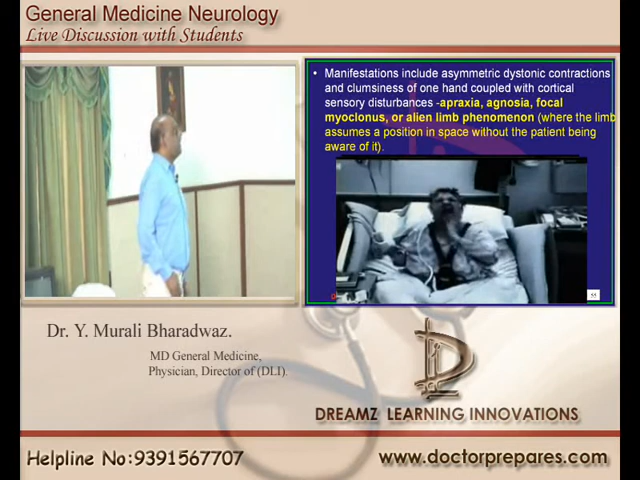 General Medicine Neurology
Live Discussion with Students
• Manifestations include asymmetric dystonic contractions
and clumsiness of one hand coupled with cortical
sensory disturbances -apraxia, agnosia, focal
myoclonus, or alien limb phenomenon (where the limb
assumes a position in space without the patient being
aware of it).
Dr. Y. Murali Bharadwaz.
MD General Medicine,
Physician, Director of (DLI).
DREAMZ LEARNING INNOVATIONS
Helpline No:9391567707
www.doctorprepares.com